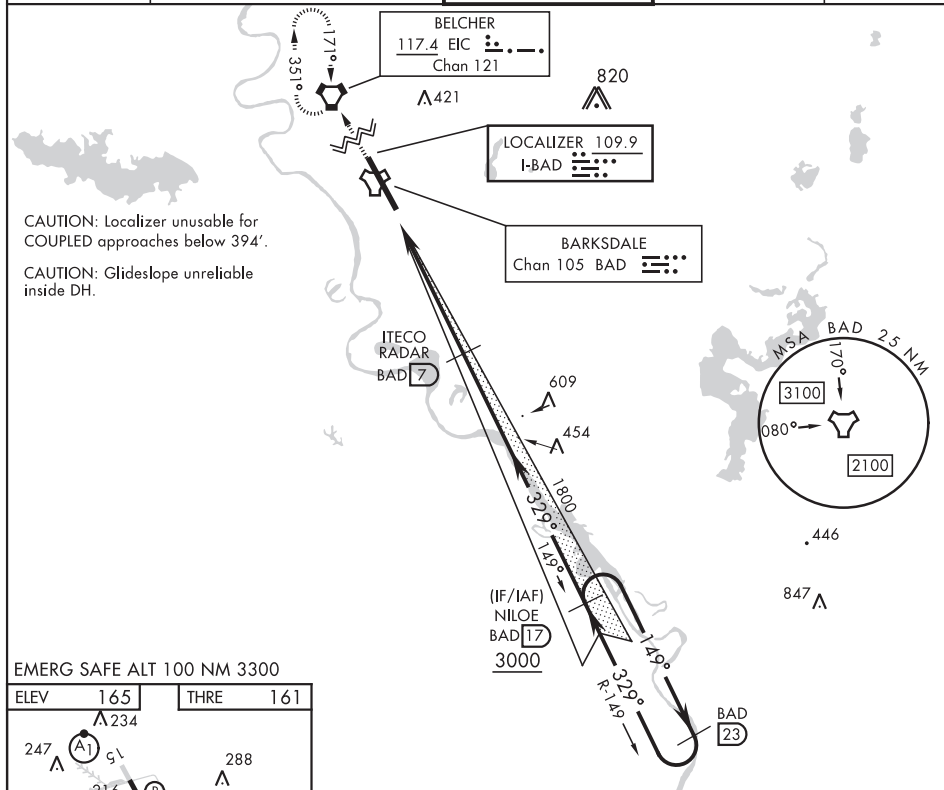 BELCHER
117.4 EIC
Chan 121
171°
351°
421
820
LOCALIZER 109.9
I-BAD
CAUTION: Localizer unusable for
COUPLED approaches below 394'.
CAUTION: Glideslope unreliable
inside DH.
BARKSDALE
Chan 105 BAD
ITECO
RADAR
BAD 7
MSA BAD 25 NM
170°
3100
080°
2100
609
454
1800
329°
149°
446
847
(IF/IAF)
NILOE
BAD 17
3000
149°
329°
R-149
BAD
23
EMERG SAFE ALT 100 NM 3300
ELEV 165
THRE 161
234
247
A1
15
288